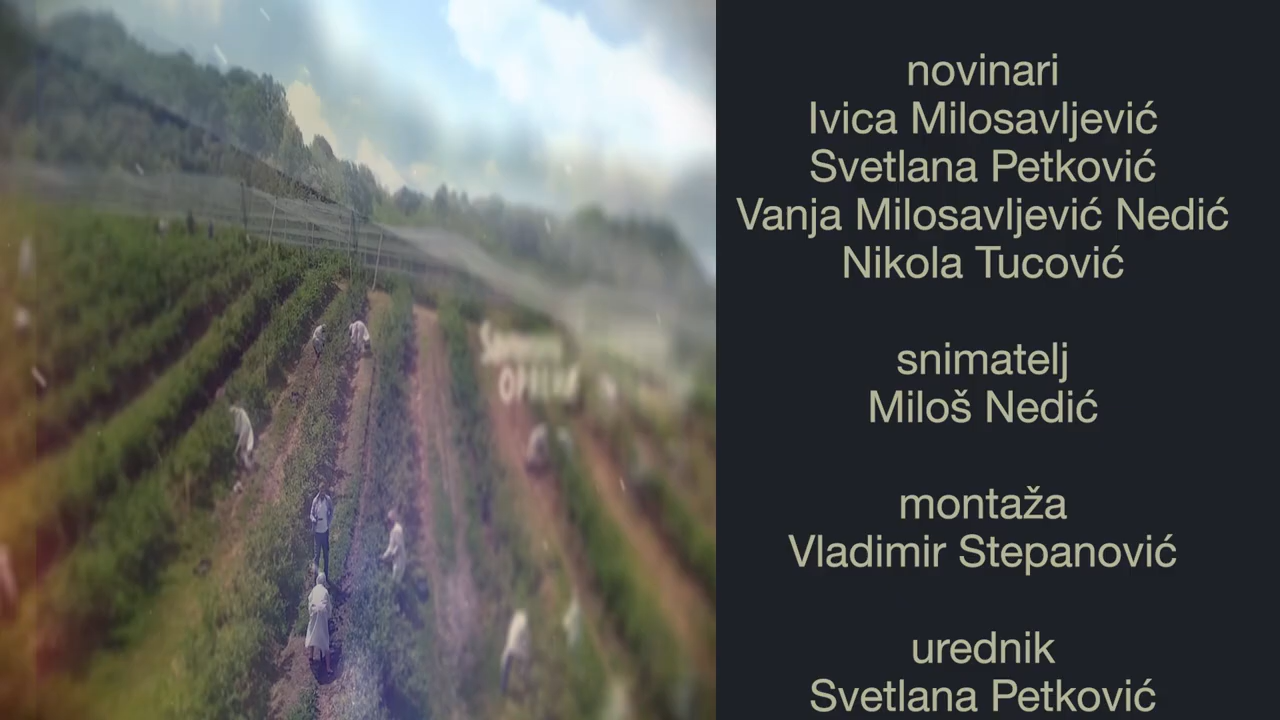 novinari
Ivica Milosavljević
Svetlana Petković
Vanja Milosavljević Nedić
Nikola Tucović
snimatelj
Miloš Nedić
montaža
Vladimir Stepanović
urednik
Svetlana Petković